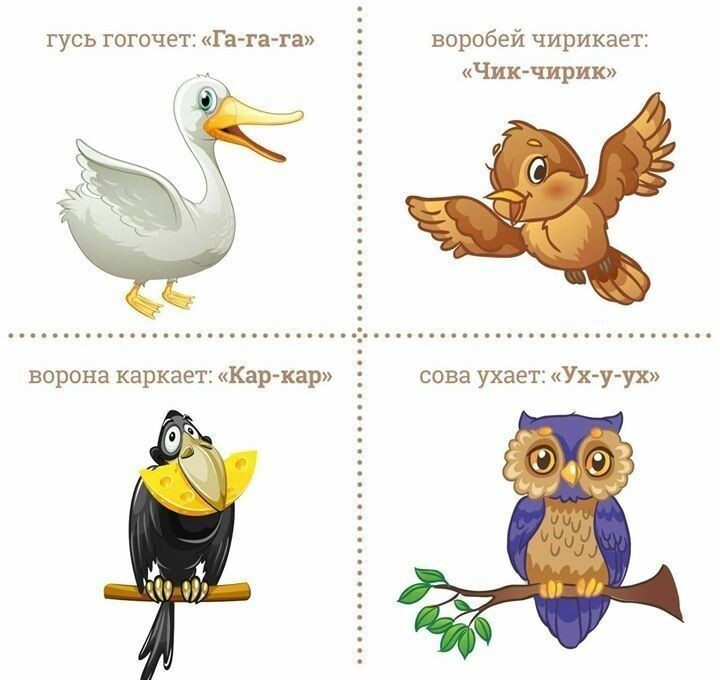 гусь гогочет: «Га-га-га»
воробей чирикает:
«Чик-чирик»
ворона каркает: «Кар-кар»
сова ухает: «Ух-у-ух»